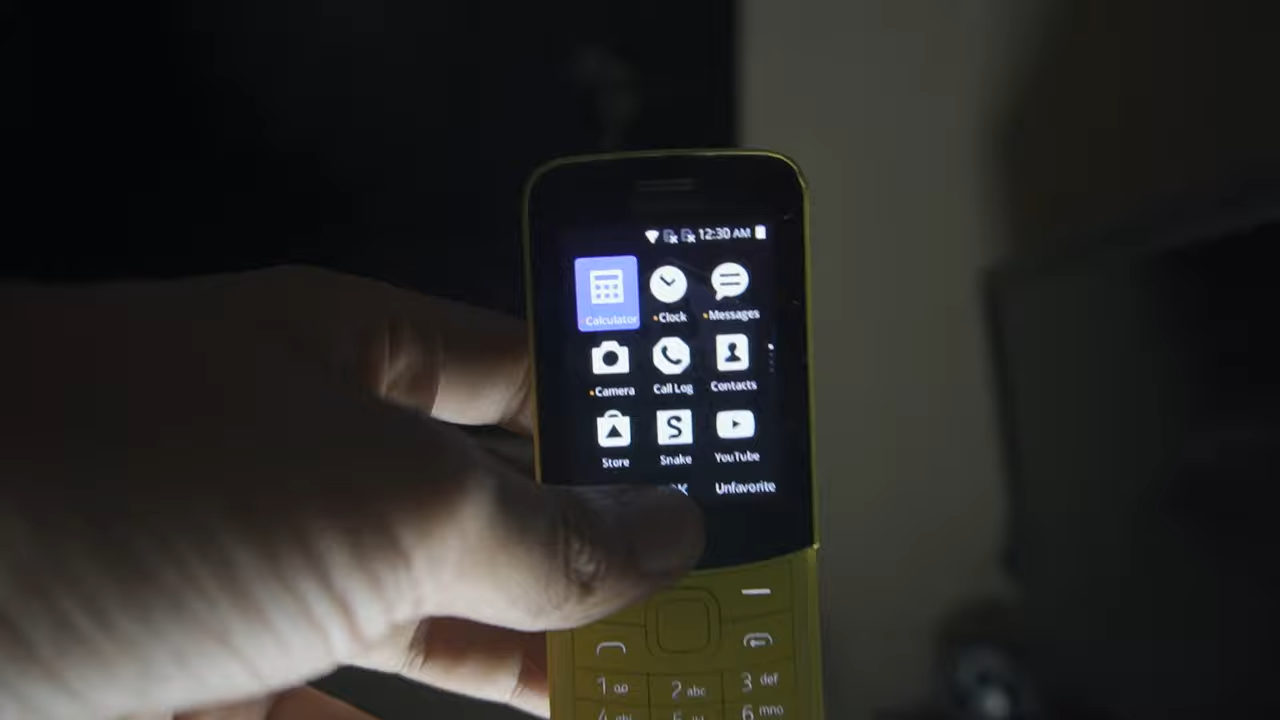 12:30 AM
Calculator Clock Messages
Camera Call Log Contacts
Store Snake YouTube
Unfavorite
1 2 abc 3 def
6 mno